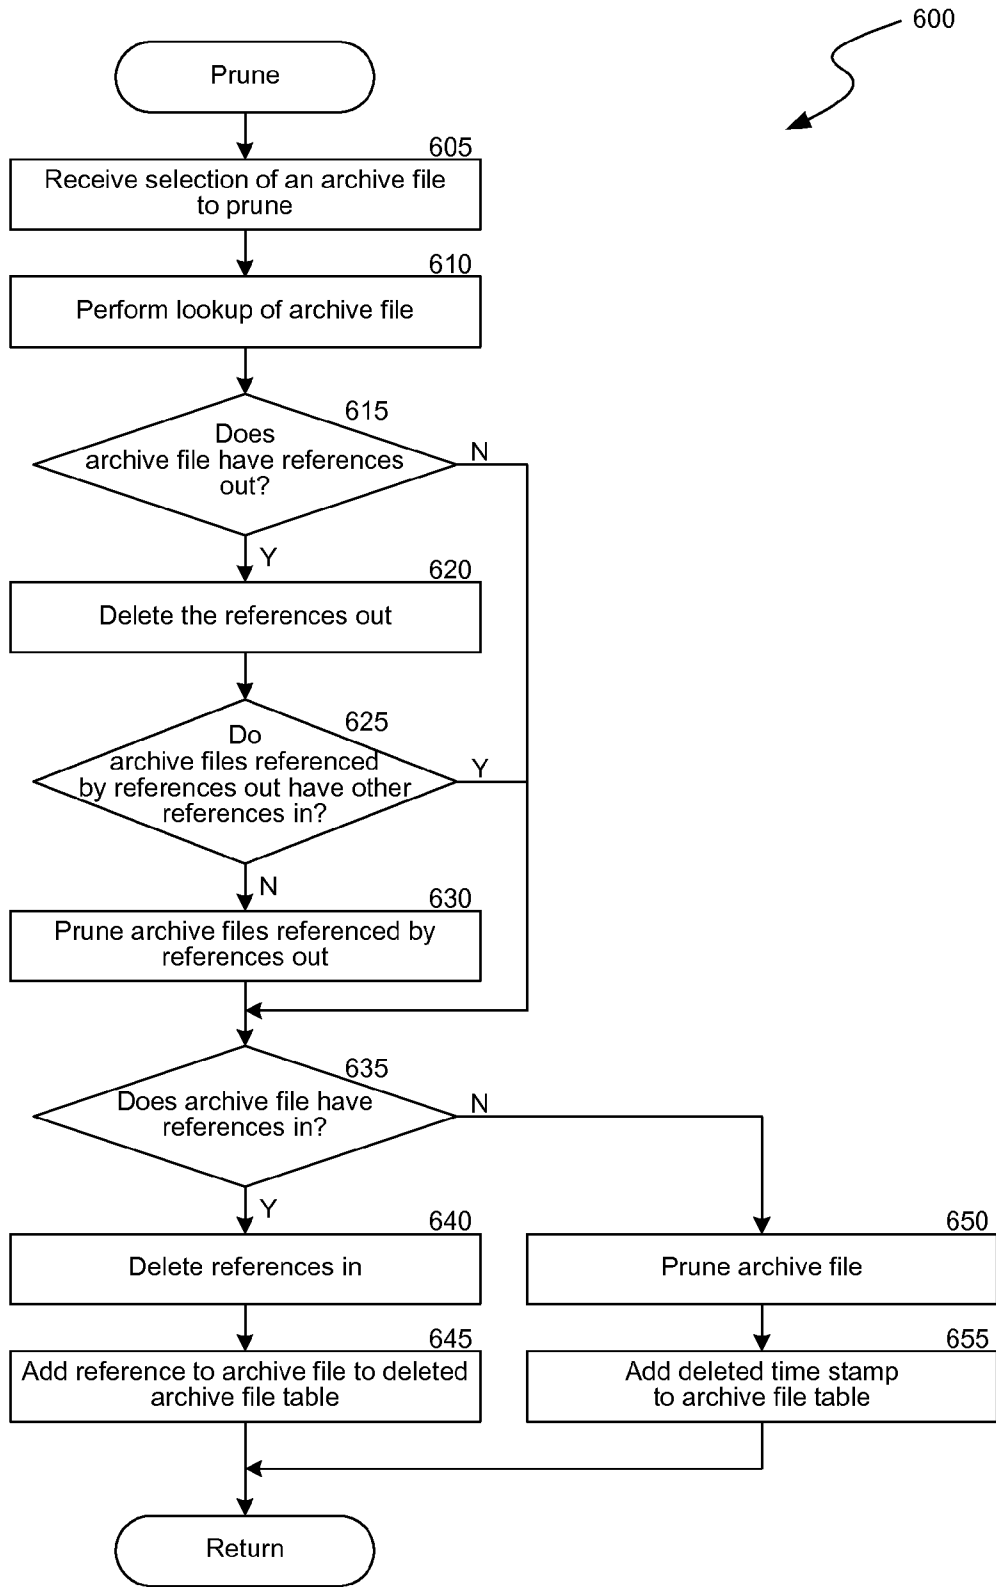 600
Prune
605
Receive selection of an archive file
to prune
610
Perform lookup of archive file
615
Does
archive file have references
out?
N
Y
620
Delete the references out
625
Do
archive files referenced
by references out have other
references in?
Y
N
630
Prune archive files referenced by
references out
635
Does archive file have
references in?
N
Y
640
Delete references in
650
Prune archive file
645
Add reference to archive file to deleted
archive file table
655
Add deleted time stamp
to archive file table
Return